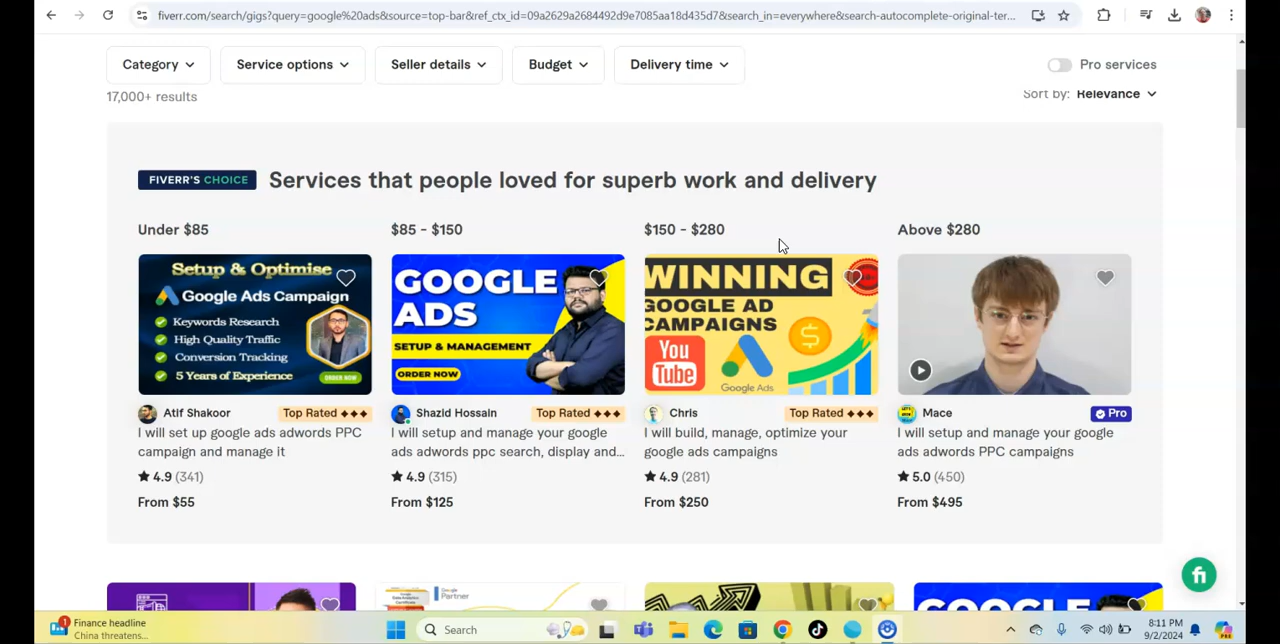 fiverr.com/search/gigs?query=google%20ads&source=top-bar&ref_ctx_id=09a2629a2684492d9e7085aa18d435d7&search_in=everywhere&search-autocomplete-original-ter...
Category
Service options
Seller details
Budget
Delivery time
Pro services
17,000+ results
Sort by: Relevance
FIVERR'S CHOICE
Services that people loved for superb work and delivery
Under $85
$85 - $150
$150 - $280
Above $280
Setup & Optimise
Google Ads Campaign
Keywords Research
High Quality Traffic
Conversion Tracking
5 Years of Experience
ORDER NOW
GOOGLE
ADS
SETUP & MANAGEMENT
ORDER NOW
WINNING
GOOGLE AD
CAMPAIGNS
You
Tube
Google Ads
Atif Shakoor
Top Rated
I will set up google ads adwords PPC
campaign and manage it
4.9 (341)
From $55
Shazid Hossain
Top Rated
I will setup and manage your google
ads adwords ppc search, display and...
4.9 (315)
From $125
Chris
Top Rated
I will build, manage, optimize your
google ads campaigns
4.9 (281)
From $250
Mace
Pro
I will setup and manage your google
ads adwords PPC campaigns
5.0 (450)
From $495
Google
Partner
fi
1
Finance headline
China threatens...
Search
8:11 PM
9/2/2024